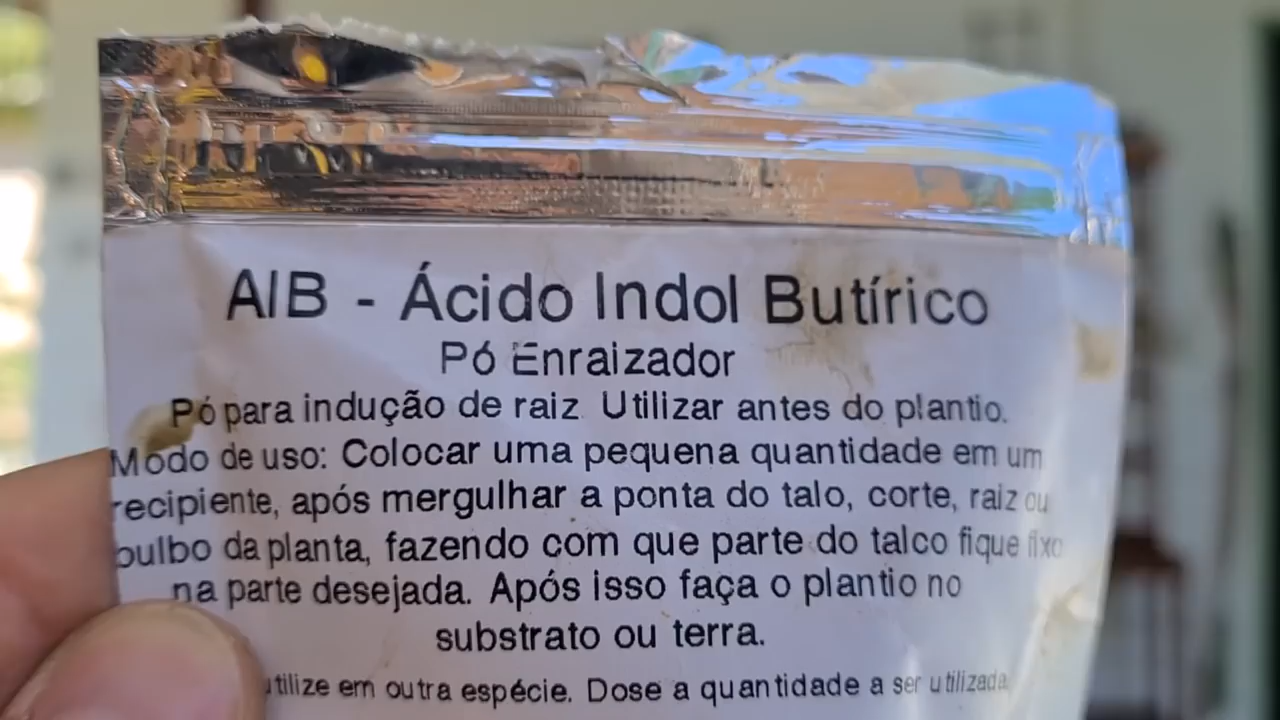 AIB - Ácido Indol Butírico
Pó Enraizador
Pó para indução de raiz. Utilizar antes do plantio.
Modo de uso: Colocar uma pequena quantidade em um
recipiente, após mergulhar a ponta do talo, corte, raiz ou
bulbo da planta, fazendo com que parte do talco fique fixo
na parte desejada. Após isso faça o plantio no
substrato ou terra.
utilize em outra espécie. Dose a quantidade a ser utilizada